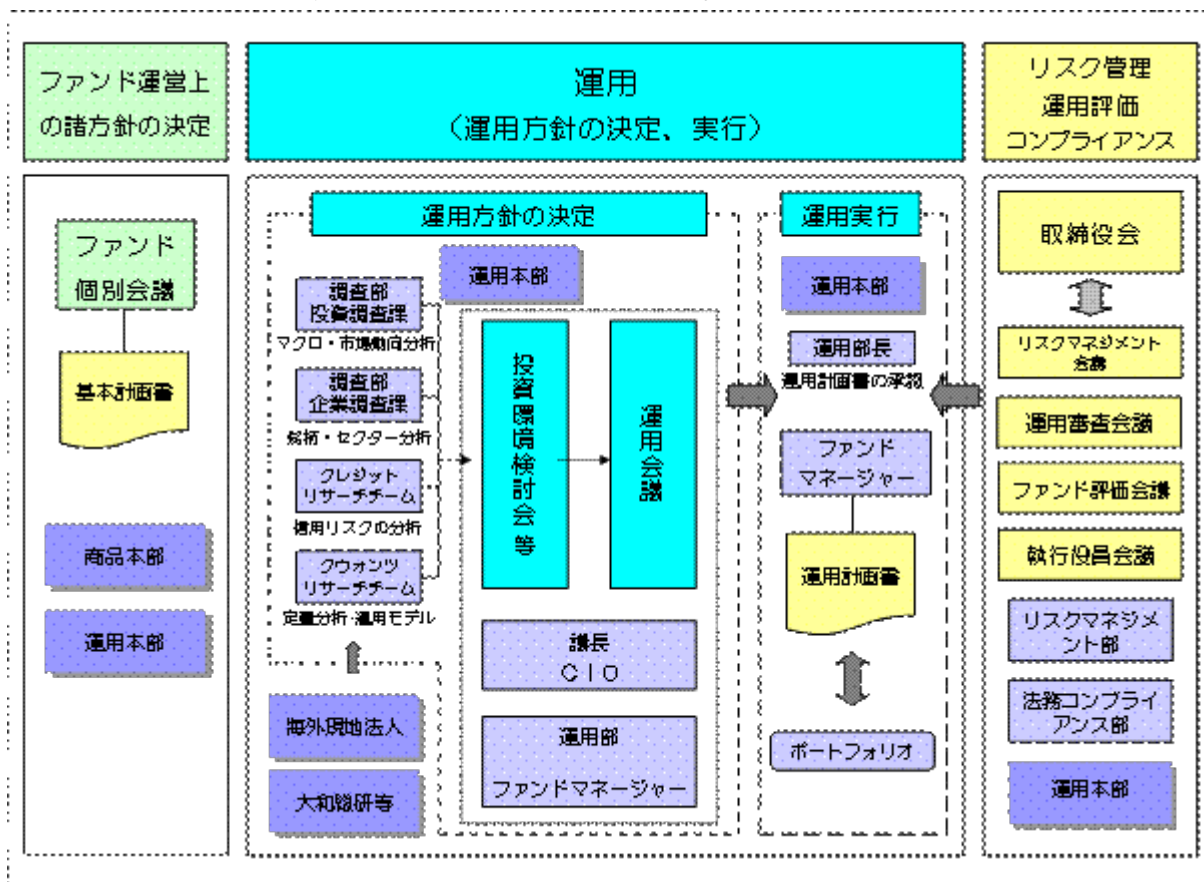 ファンド運営上
の諸方針の決定
運用
（運用方針の決定、実行）
リスク管理
運用評価
コンプライアンス
ファンド
個別会議
基本計画書
商品本部
運用本部
運用方針の決定
運用本部
調査部
投資調査課
マクロ・市場動向分析
調査部
企業調査課
銘柄・セクター分析
クレジット
リサーチチーム
信用リスクの分析
クウォンツ
リサーチチーム
定量分析・運用モデル
海外現地法人
大和総研等
投資環境検討会等
運用会議
議長
ＣＩＯ
運用部
ファンドマネージャー
運用実行
運用本部
運用部長
運用計画書の承認
ファンド
マネージャー
運用計画書
ポートフォリオ
取締役会
リスクマネジメント
会議
運用審査会議
ファンド評価会議
執行役員会議
リスクマネジメ
ント部
法務コンプライ
アンス部
運用本部